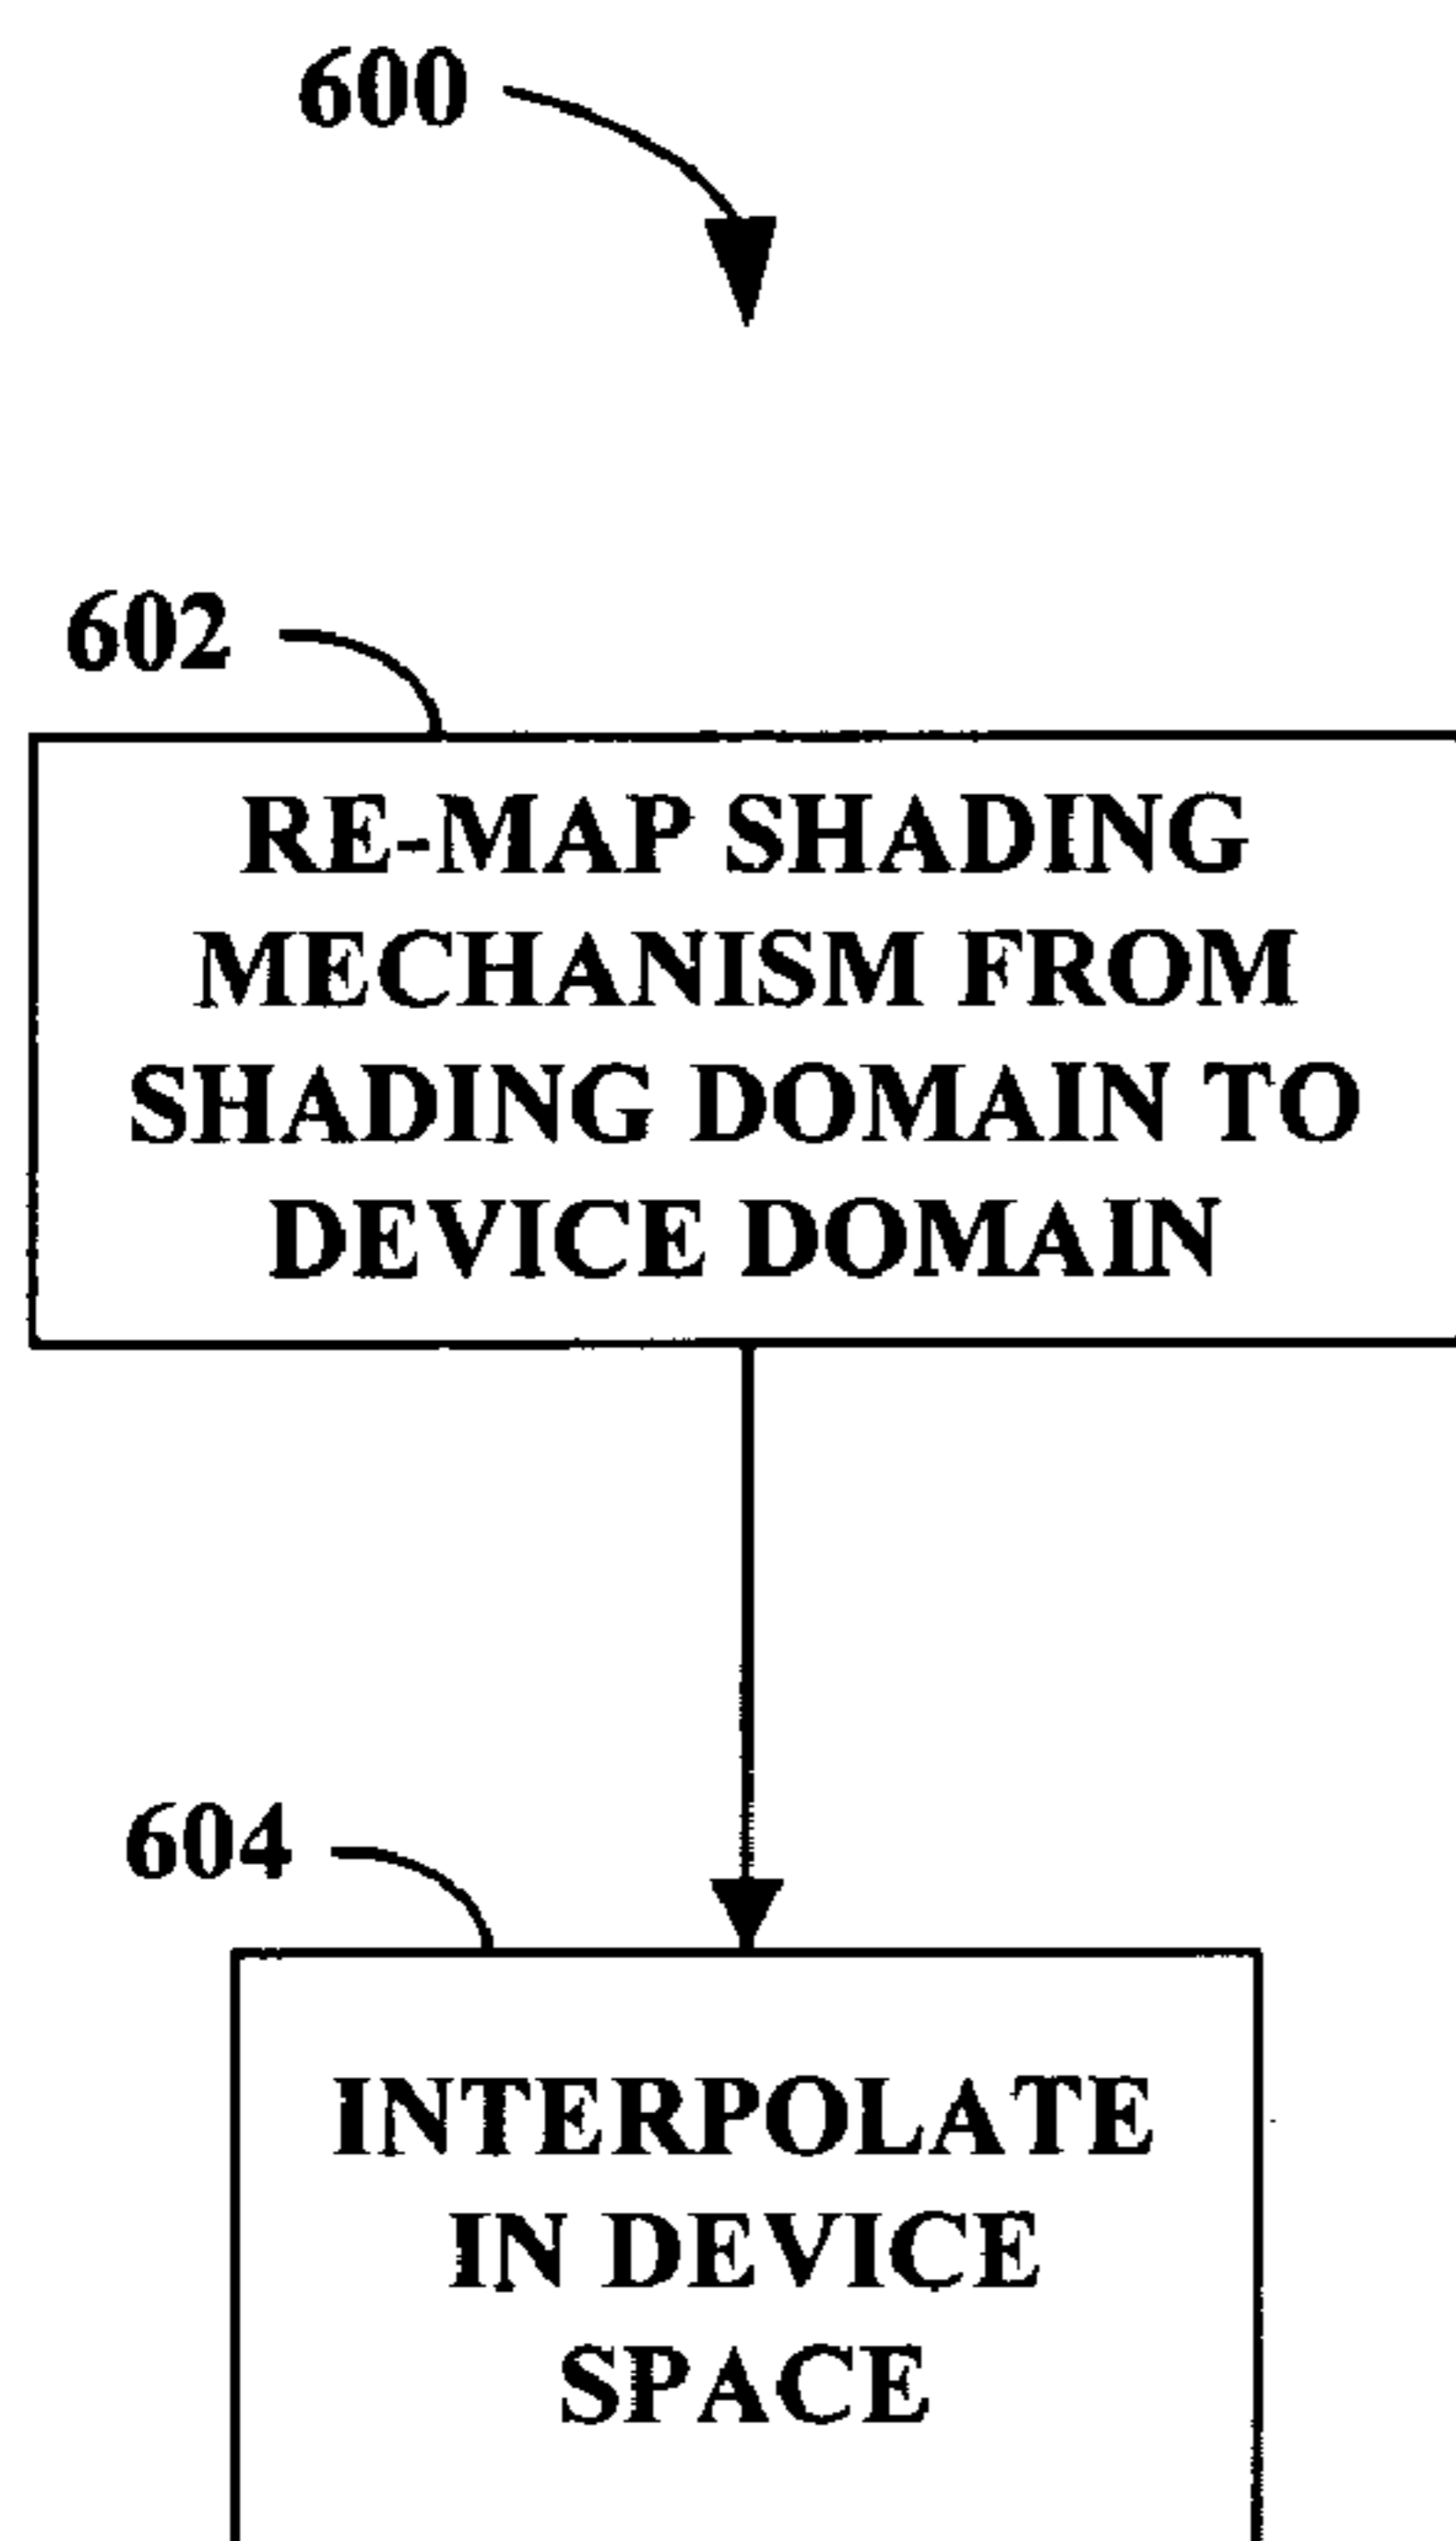 600
602
RE-MAP SHADING
MECHANISM FROM
SHADING DOMAIN TO
DEVICE DOMAIN
604
INTERPOLATE
IN DEVICE
SPACE